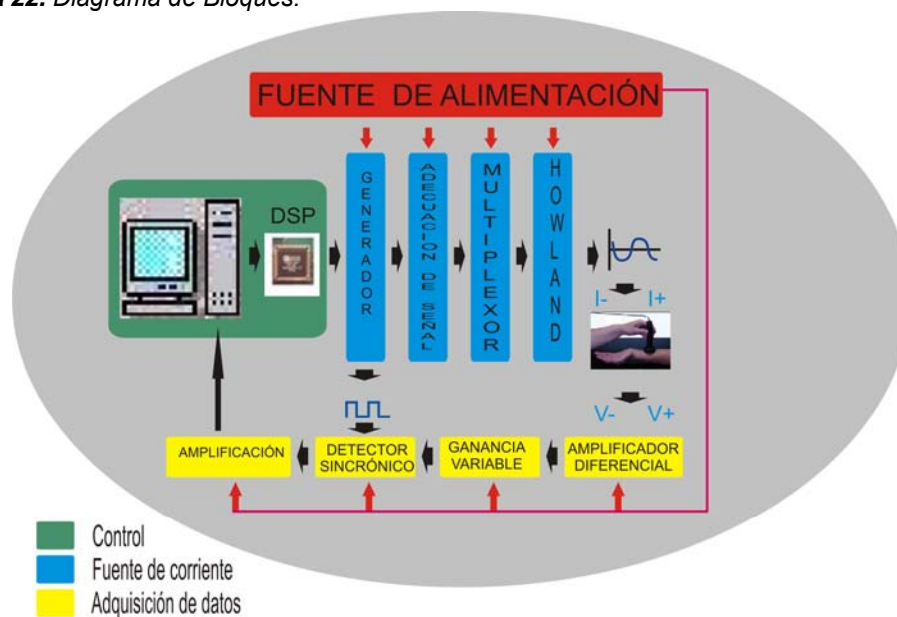 22. Diagrama de Bloques.
FUENTE DE ALIMENTACIÓN
DSP
GENERADOR
ADECUACION DE SEÑAL
MULTIPLEXOR
HOWLAND
I- I+
V- V+
AMPLIFICACIÓN
DETECTOR
SINCRÓNICO
GANANCIA
VARIABLE
AMPLIFICADOR
DIFERENCIAL
Control
Fuente de corriente
Adquisición de datos